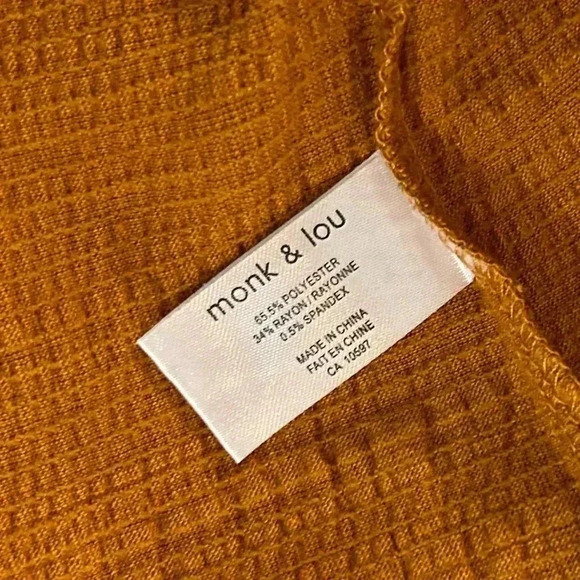 monk & lou
65.5% POLYESTER
34% RAYON / RAYONNE
0.5% SPANDEX
MADE IN CHINA
FAIT EN CHINE
CA 10597